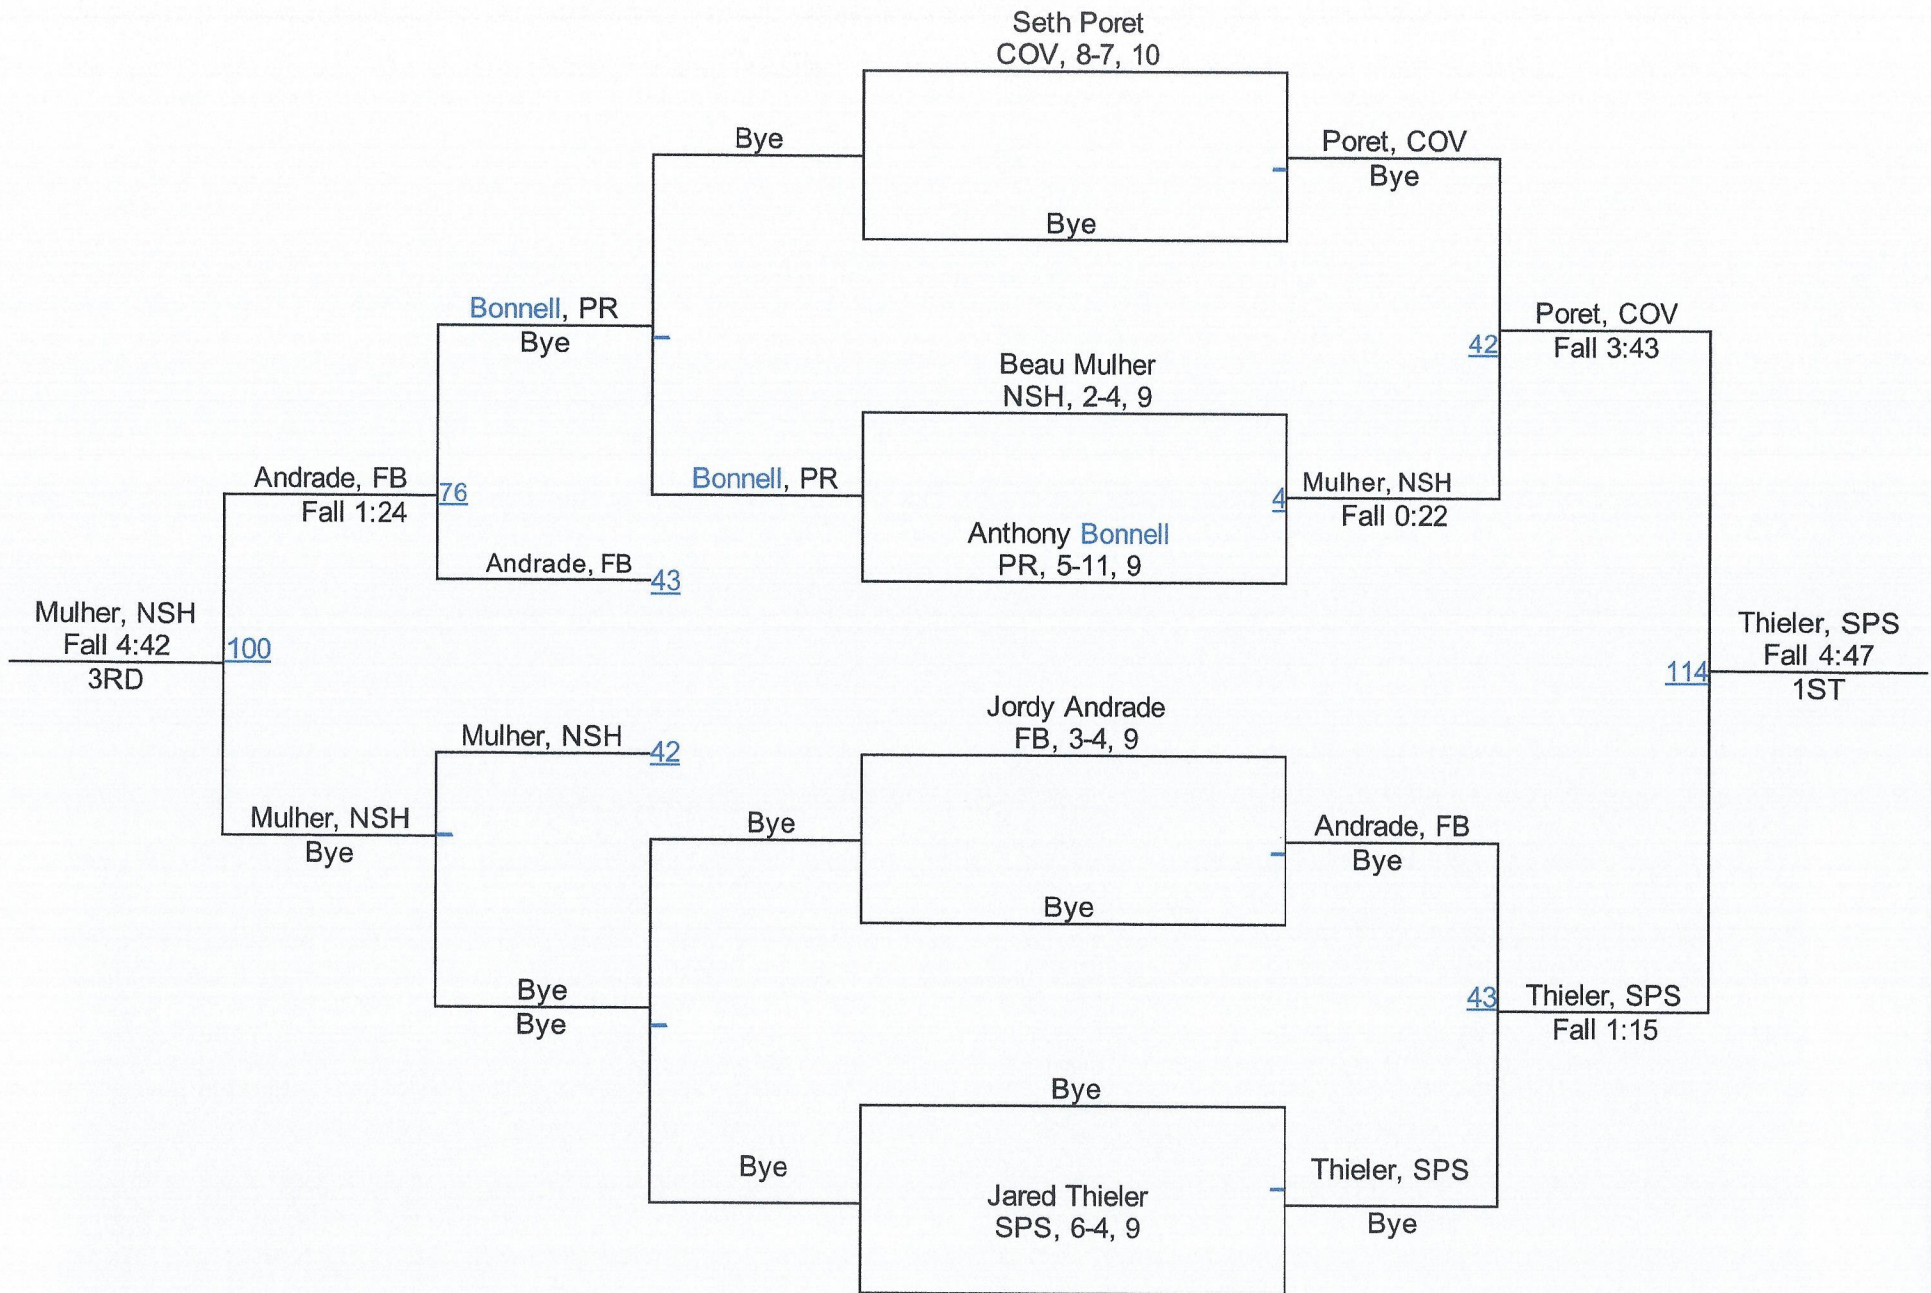 Seth Poret
COV, 8-7, 10
Bye
Poret, COV
Bye
Bye
Bonnell, PR
Bye
Poret, COV
42
Fall 3:43
Beau Mulher
NSH, 2-4, 9
Andrade, FB
76
Fall 1:24
Bonnell, PR
4
Mulher, NSH
Fall 0:22
Anthony Bonnell
PR, 5-11, 9
Andrade, FB
43
Mulher, NSH
Fall 4:42
100
3RD
Thieler, SPS
Fall 4:47
114
1ST
Jordy Andrade
FB, 3-4, 9
Mulher, NSH
42
Mulher, NSH
Bye
Bye
Andrade, FB
Bye
Bye
Bye
Bye
43
Thieler, SPS
Fall 1:15
Bye
Bye
Thieler, SPS
Bye
Jared Thieler
SPS, 6-4, 9